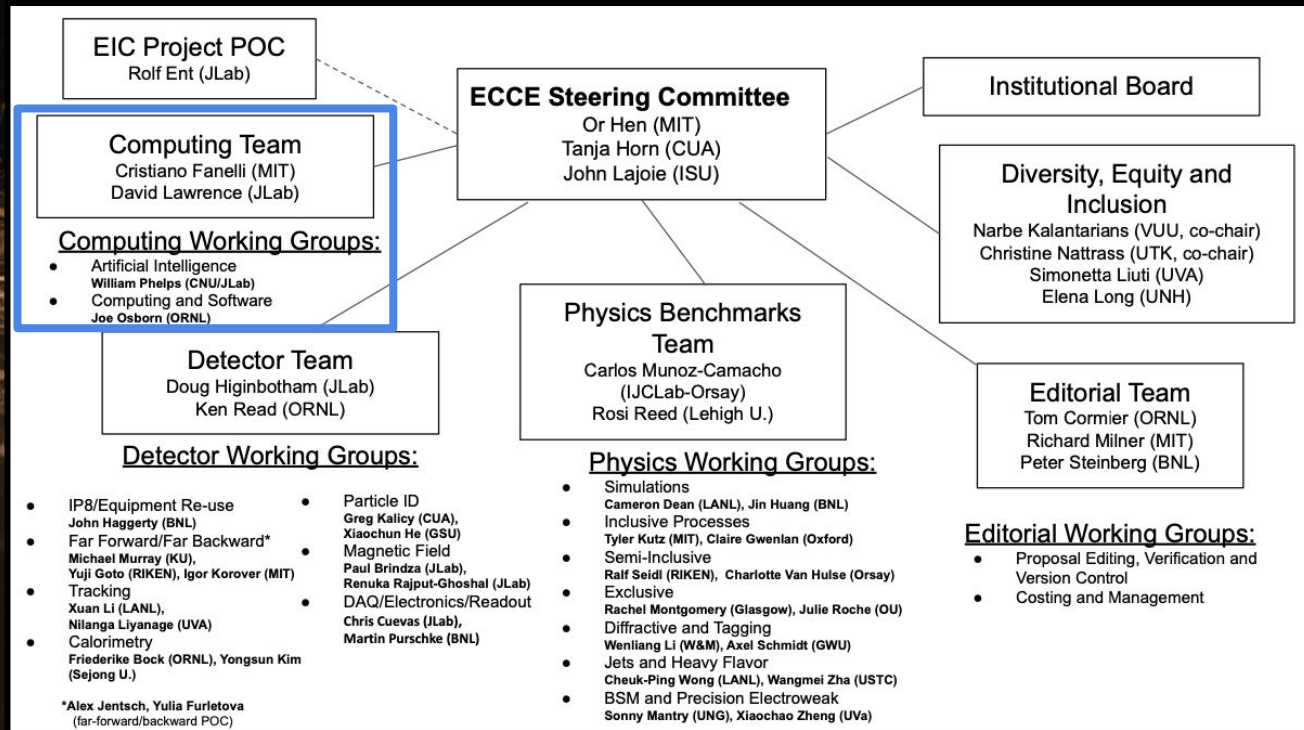 EIC Project POC
Rolf Ent (JLab)
Computing Team
Cristiano Fanelli (MIT)
David Lawrence (JLab)
Computing Working Groups:
● Artificial Intelligence
William Phelps (CNU/JLab)
● Computing and Software
Joe Osborn (ORNL)
ECCE Steering Committee
Or Hen (MIT)
Tanja Horn (CUA)
John Lajoie (ISU)
Institutional Board
Diversity, Equity and
Inclusion
Narbe Kalantarians (VUU, co-chair)
Christine Nattrass (UTK, co-chair)
Simonetta Liuti (UVA)
Elena Long (UNH)
Detector Team
Doug Higinbotham (JLab)
Ken Read (ORNL)
Detector Working Groups:
● IP8/Equipment Re-use
John Haggerty (BNL)
● Far Forward/Far Backward*
Michael Murray (KU),
Yuji Goto (RIKEN), Igor Korover (MIT)
● Tracking
Xuan Li (LANL),
Nilanga Liyanage (UVA)
● Calorimetry
Friederike Bock (ORNL), Yongsun Kim
(Sejong U.)
*Alex Jentsch, Yulia Furletova
(far-forward/backward POC)
● Particle ID
Greg Kalicy (CUA),
Xiaochun He (GSU)
● Magnetic Field
Paul Brindza (JLab),
Renuka Rajput-Ghoshal (JLab)
● DAQ/Electronics/Readout
Chris Cuevas (JLab),
Martin Purschke (BNL)
Physics Benchmarks
Team
Carlos Munoz-Camacho
(IJCLab-Orsay)
Rosi Reed (Lehigh U.)
Physics Working Groups:
● Simulations
Cameron Dean (LANL), Jin Huang (BNL)
● Inclusive Processes
Tyler Kutz (MIT), Claire Gwenlan (Oxford)
● Semi-Inclusive
Ralf Seidl (RIKEN), Charlotte Van Hulse (Orsay)
● Exclusive
Rachel Montgomery (Glasgow), Julie Roche (OU)
● Diffractive and Tagging
Wenliang Li (W&M), Axel Schmidt (GWU)
● Jets and Heavy Flavor
Cheuk-Ping Wong (LANL), Wangmei Zha (USTC)
● BSM and Precision Electroweak
Sonny Mantry (UNG), Xiaochao Zheng (UVa)
Editorial Team
Tom Cormier (ORNL)
Richard Milner (MIT)
Peter Steinberg (BNL)
Editorial Working Groups:
● Proposal Editing, Verification and
Version Control
● Costing and Management